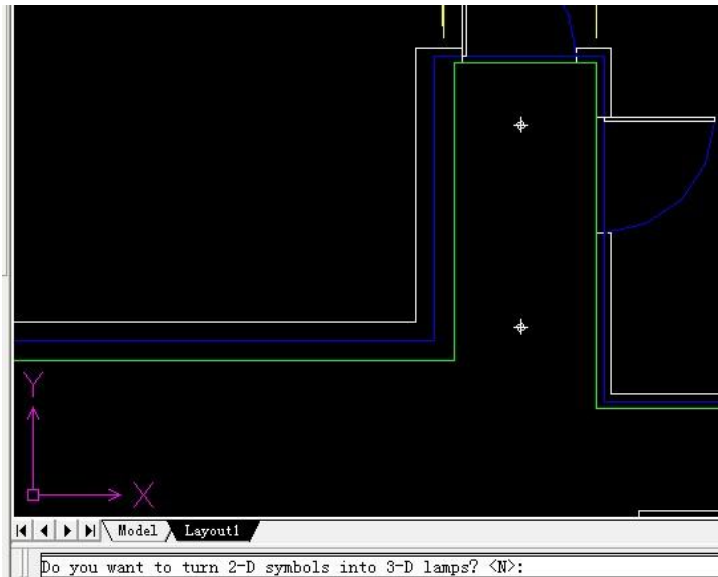 Y
X
Model Layout1
Do you want to turn 2-D symbols into 3-D lamps? <N>: